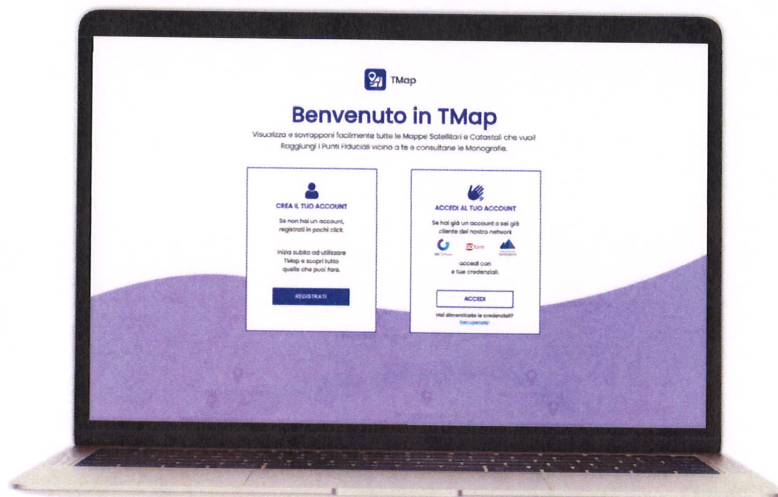 TMap
Benvenuto in TMap
Visualizza e sovrapponi facilmente tutte le Mappe Satellitari e Catastali che vuoi!
Raggiungi i Punti Fiduciali vicino a te e consultane le Monografie.
CREA IL TUO ACCOUNT
Se non hai un account,
registrati in pochi click.
Inizia subito ad utilizzare
TMap e scopri tutto
quello che puoi fare.
REGISTRATI
ACCEDI AL TUO ACCOUNT
Se hai già un account o sei già
cliente del nostro network
accedi con
e tue credenziali.
ACCEDI
Hai dimenticato le credenziali?
Recuperale!